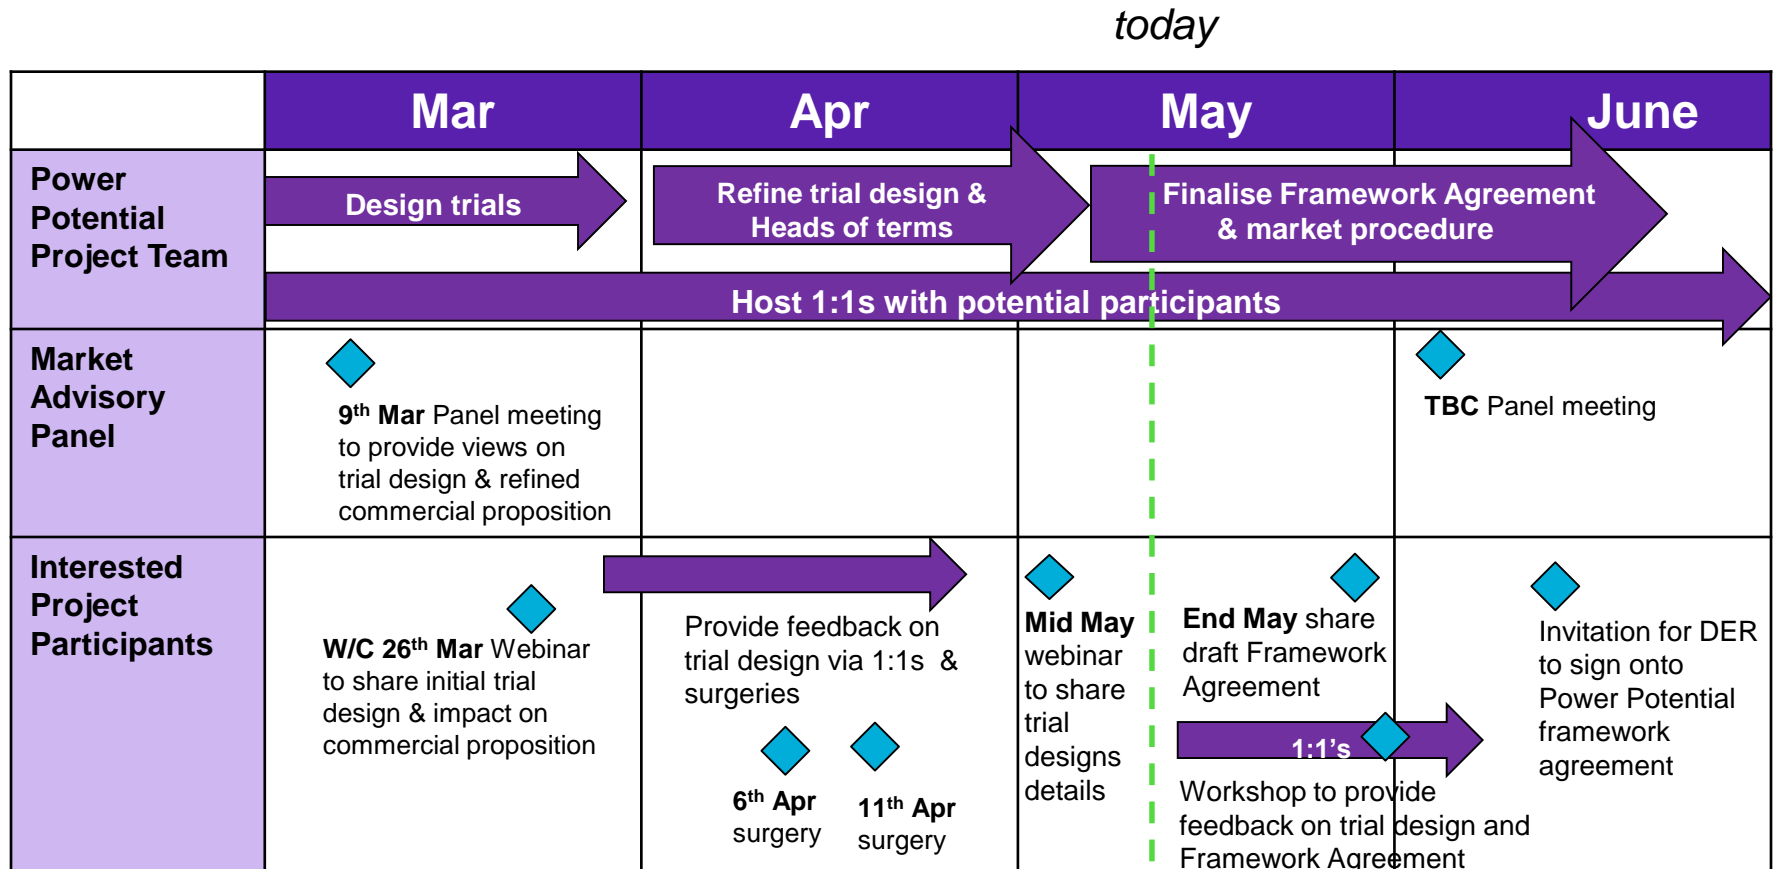 today
Mar
Apr
May
June
Power
Potential
Project Team
Design trials
Refine trial design &
Heads of terms
Finalise Framework Agreement
& market procedure
Host 1:1s with potential participants
Market
Advisory
Panel
9th Mar Panel meeting
to provide views on
trial design & refined
commercial proposition
TBC Panel meeting
Interested
Project
Participants
W/C 26th Mar Webinar
to share initial trial
design & impact on
commercial proposition
Provide feedback on
trial design via 1:1s &
surgeries
6th Apr
surgery
11th Apr
surgery
Mid May
webinar
to share
trial
designs
details
End May share
draft Framework
Agreement
1:1's
Workshop to provide
feedback on trial design and
Framework Agreement
Invitation for DER
to sign onto
Power Potential
framework
agreement